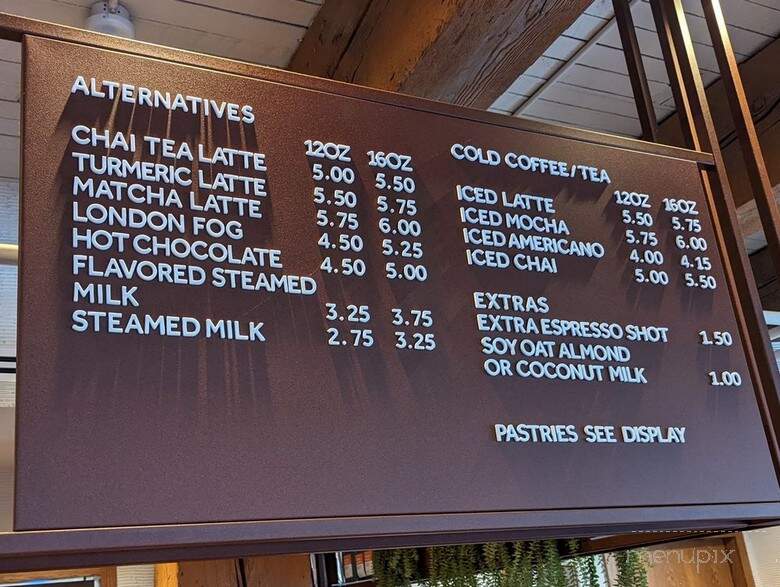 ALTERNATIVES
12OZ 16OZ
CHAI TEA LATTE 5.00 5.50
TURMERIC LATTE 5.50 5.75
MATCHA LATTE 5.75 6.00
LONDON FOG 4.50 5.25
HOT CHOCOLATE 4.50 5.00
FLAVORED STEAMED
MILK 3.25 3.75
STEAMED MILK 2.75 3.25
COLD COFFEE/TEA
12OZ 16OZ
ICED LATTE 5.50 5.75
ICED MOCHA 5.75 6.00
ICED AMERICANO 4.00 4.15
ICED CHAI 5.00 5.50
EXTRAS
EXTRA ESPRESSO SHOT 1.50
SOY OAT ALMOND
OR COCONUT MILK 1.00
PASTRIES SEE DISPLAY
menupix